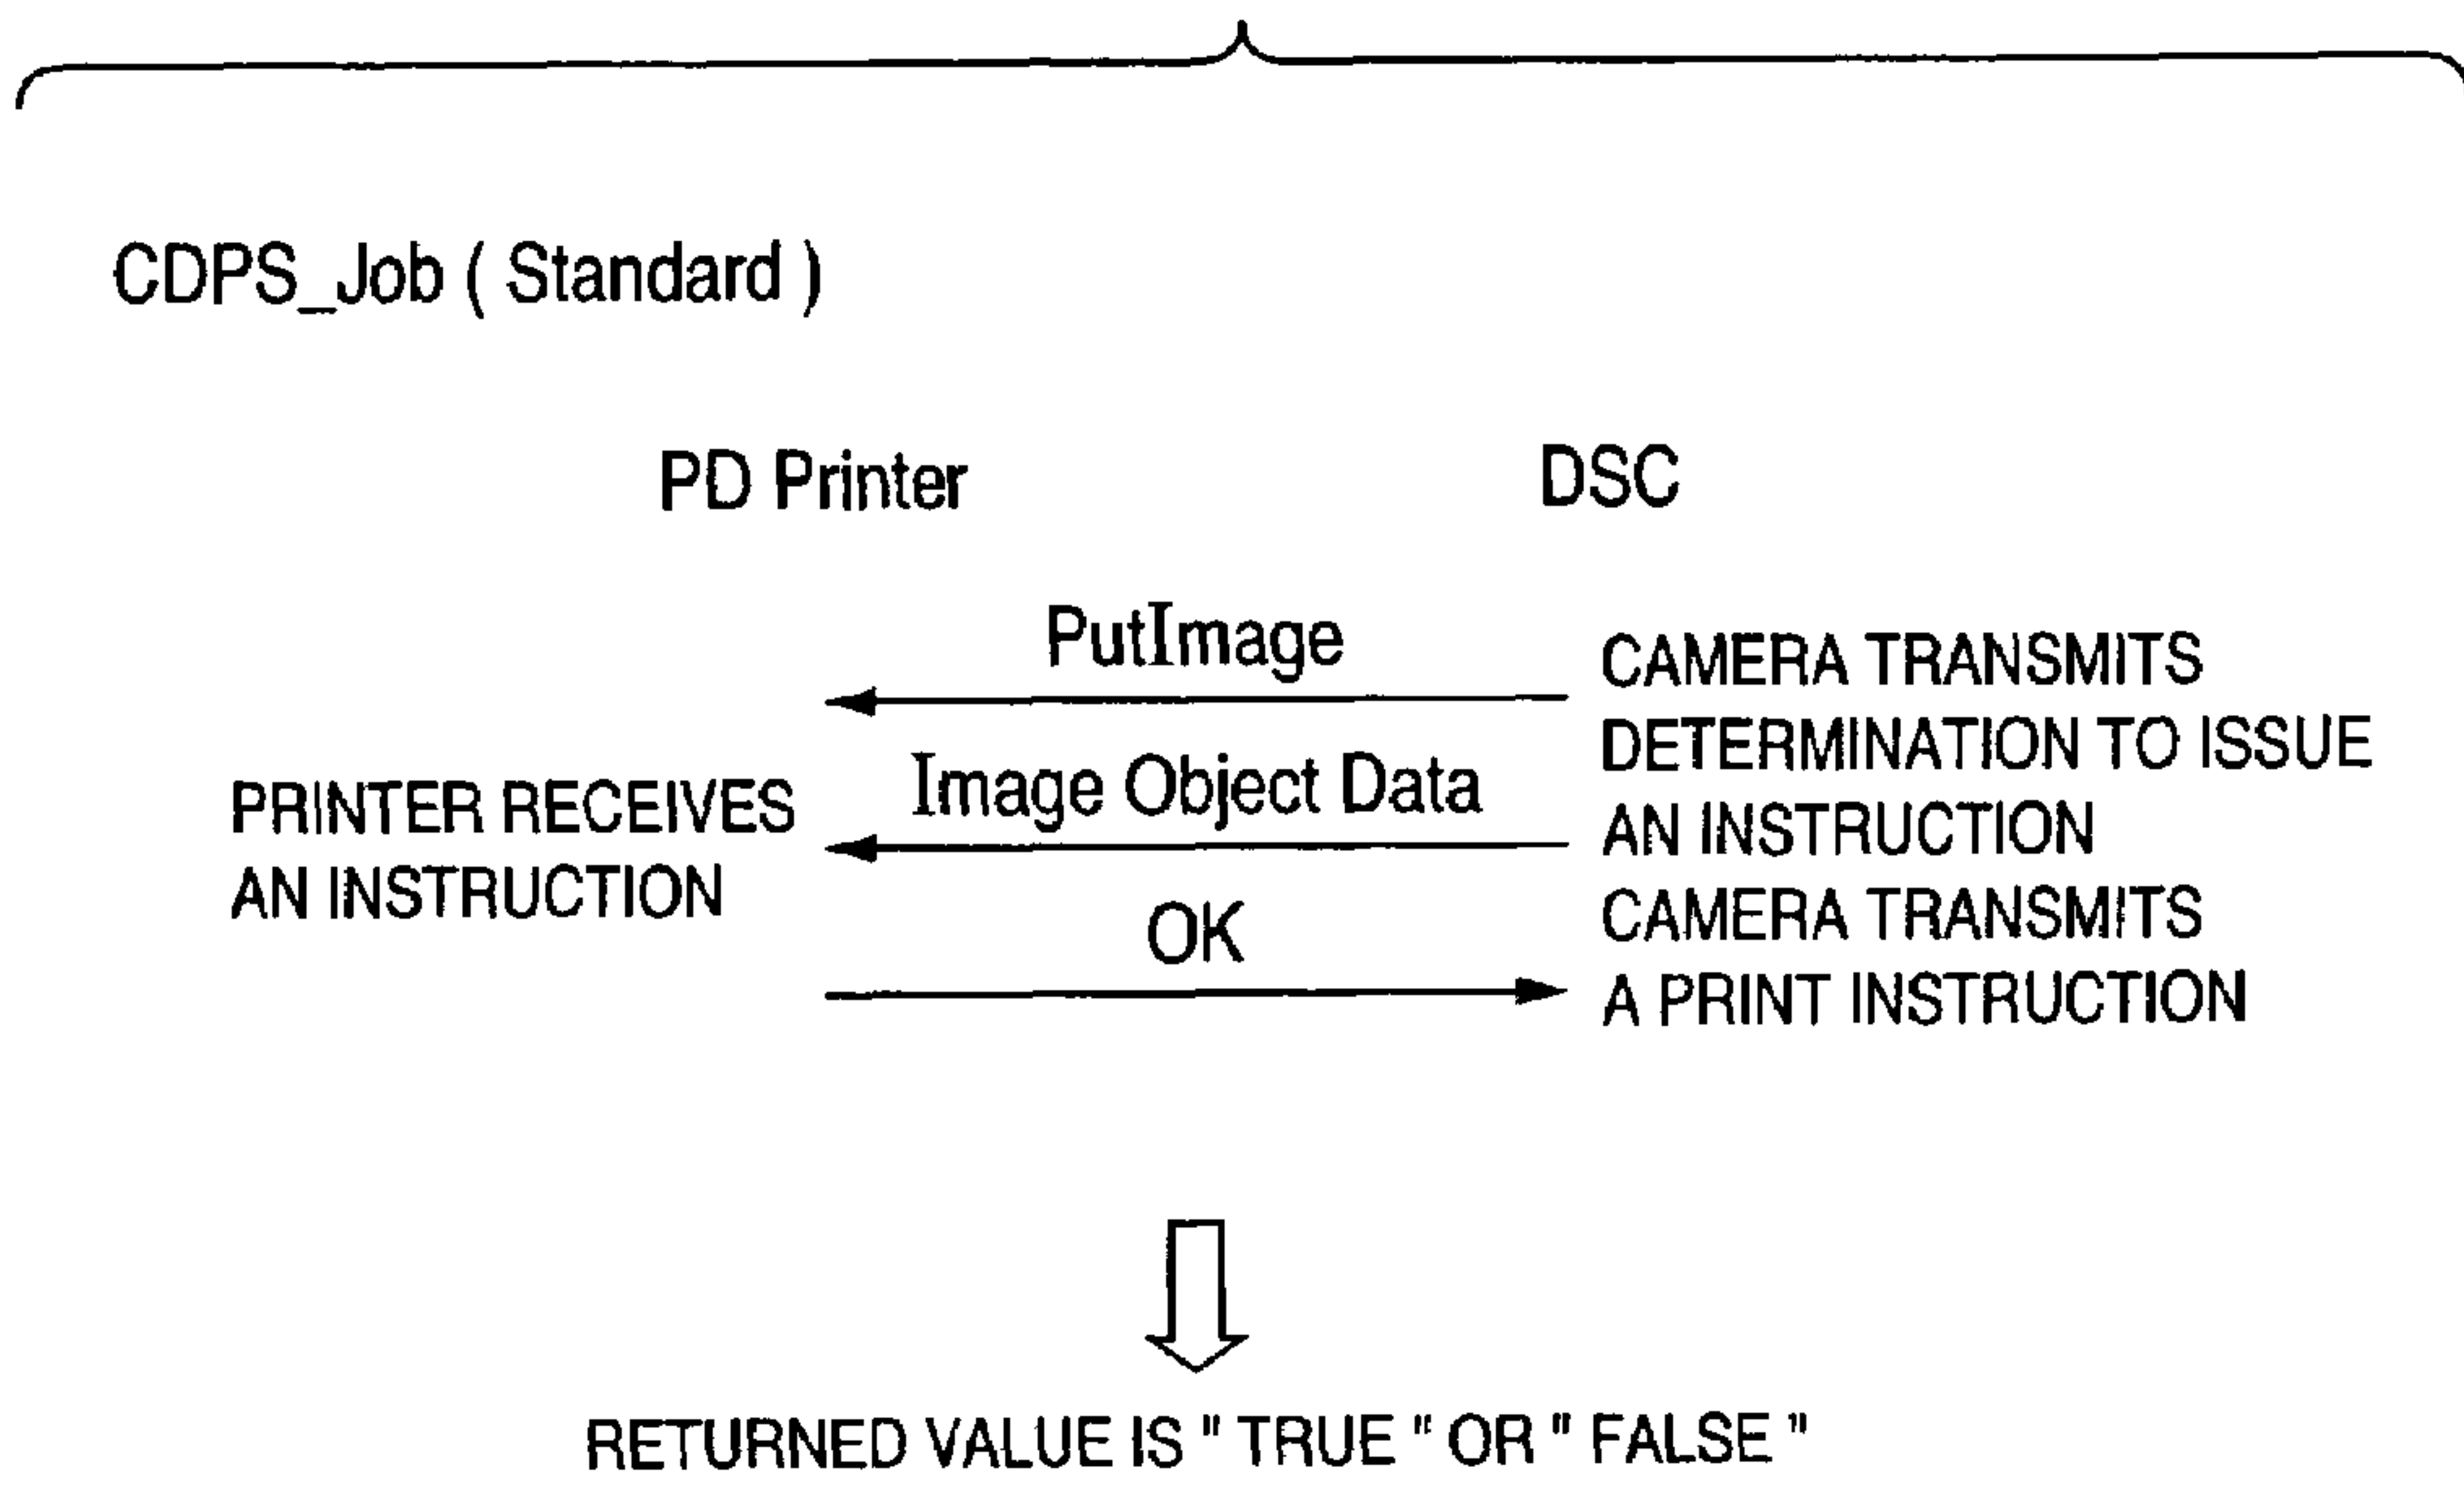 CDPS_Job ( Standard )
PD Printer
DSC
PutImage
Image Object Data
OK
PRINTER RECEIVES
AN INSTRUCTION
CAMERA TRANSMITS
DETERMINATION TO ISSUE
AN INSTRUCTION
CAMERA TRANSMITS
A PRINT INSTRUCTION
RETURNED VALUE IS " TRUE " OR " FALSE "